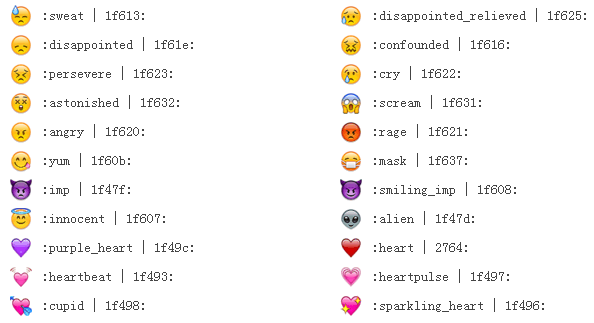 :sweat | 1f613: :disappointed_relieved | 1f625:
:disappointed | 1f61e: :confounded | 1f616:
:persevere | 1f623: :cry | 1f622:
:astonished | 1f632: :scream | 1f631:
:angry | 1f620: :rage | 1f621:
:yum | 1f60b: :mask | 1f637:
:imp | 1f47f: :smiling_imp | 1f608:
:innocent | 1f607: :alien | 1f47d:
:purple_heart | 1f49c: :heart | 2764:
:heartbeat | 1f493: :heartpulse | 1f497:
:cupid | 1f498: :sparkling_heart | 1f496: